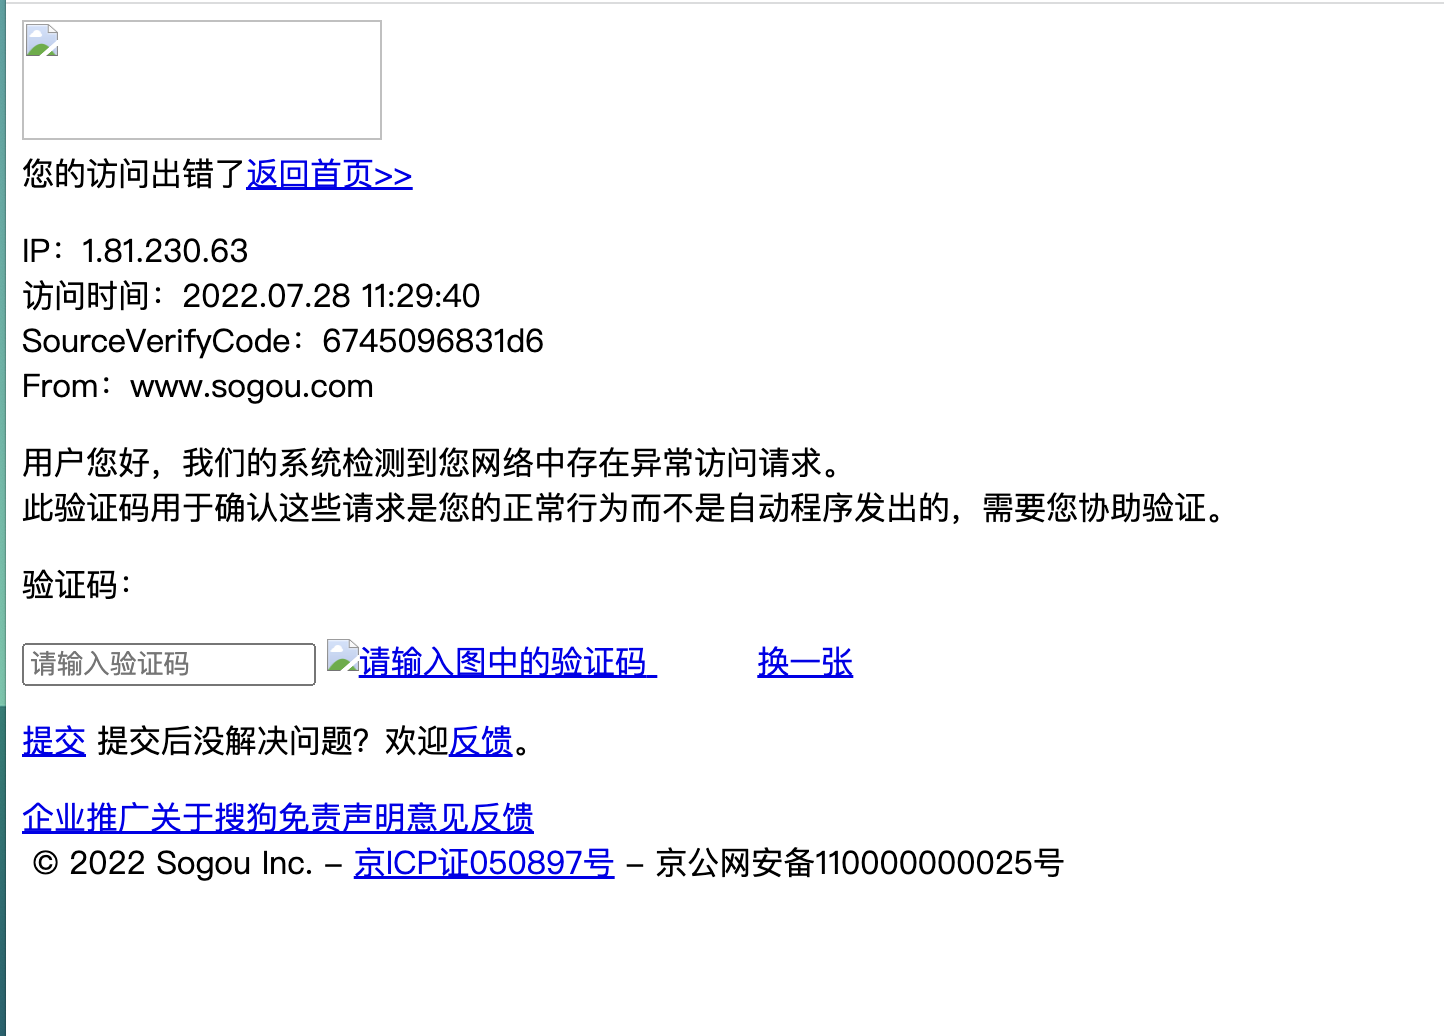 您的访问出错了返回首页>>
IP：1.81.230.63
访问时间：2022.07.28 11:29:40
SourceVerifyCode：6745096831d6
From：www.sogou.com
用户您好，我们的系统检测到您网络中存在异常访问请求。
此验证码用于确认这些请求是您的正常行为而不是自动程序发出的，需要您协助验证。
验证码：
请输入验证码 请输入图中的验证码 换一张
提交 提交后没解决问题？欢迎反馈。
企业推广关于搜狗免责声明意见反馈
© 2022 Sogou Inc. – 京ICP证050897号 – 京公网安备110000000025号